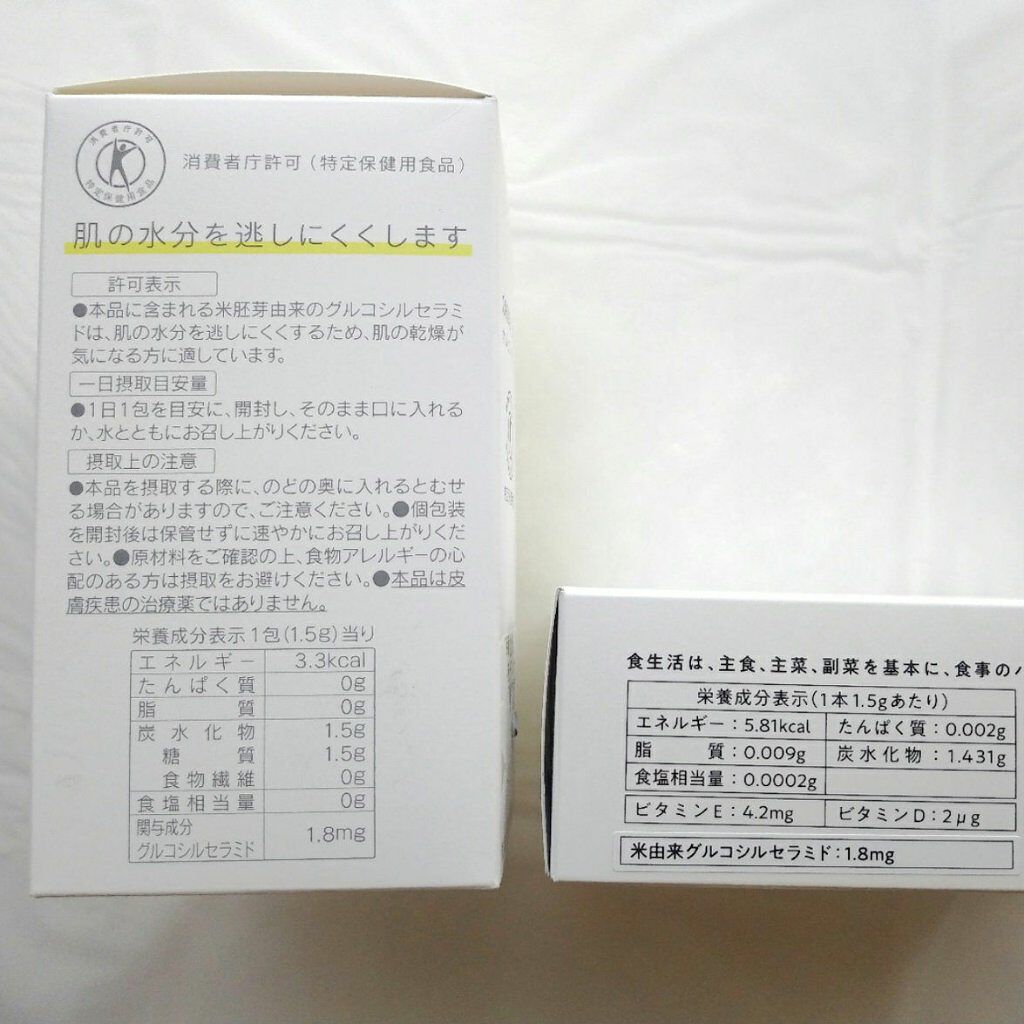 消費者庁許可
特定保健用食品
消費者庁許可（特定保健用食品）
肌の水分を逃しにくくします
許可表示
●本品に含まれる米胚芽由来のグルコシルセラミ
ドは、肌の水分を逃しにくくするため、肌の乾燥が
気になる方に適しています。
一日摂取目安量
●1日1包を目安に、開封し、そのまま口に入れる
か、水とともにお召し上がりください。
摂取上の注意
●本品を摂取する際に、のどの奥に入れるとむせ
る場合がありますので、ご注意ください。●個包装
を開封後は保管せずに速やかにお召し上がりくだ
さい。●原材料をご確認の上、食物アレルギーの心
配のある方は摂取をお避けください。●本品は皮
膚疾患の治療薬ではありません。
栄養成分表示1包(1.5g)当り
エネルギー 3.3kcal
たんぱく質 0g
脂質 0g
炭水化物 1.5g
糖質 1.5g
食物繊維 0g
食塩相当量 0g
関与成分
グルコシルセラミド 1.8mg
食生活は、主食、主菜、副菜を基本に、食事の
栄養成分表示(1本1.5gあたり)
エネルギー：5.81kcal たんぱく質：0.002g
脂質：0.009g 炭水化物：1.431g
食塩相当量：0.0002g
ビタミンE：4.2mg ビタミンD：2μg
米由来グルコシルセラミド：1.8mg